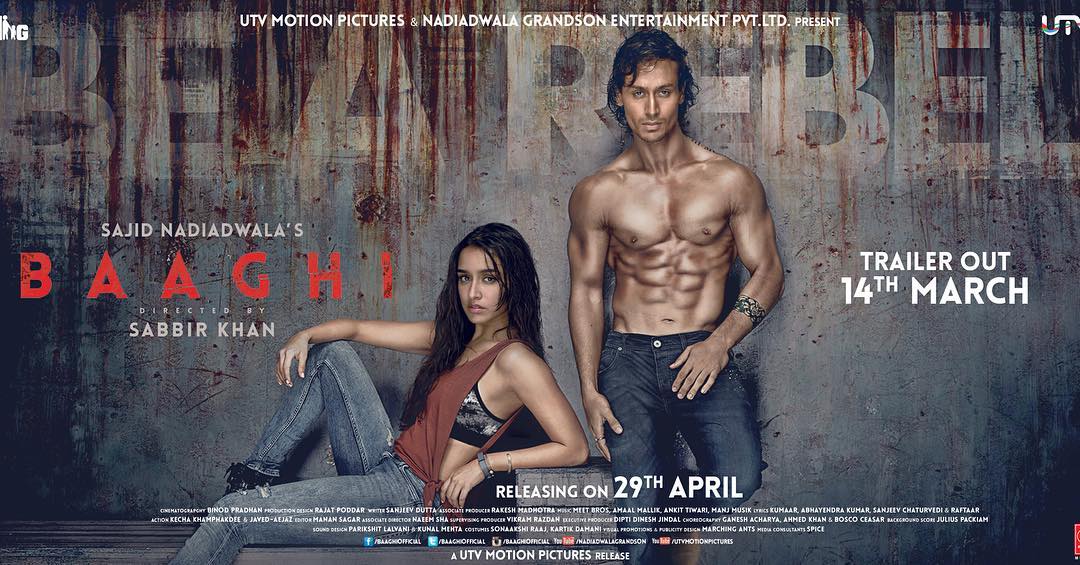 UTV MOTION PICTURES & NADIADWALA GRANDSON ENTERTAINMENT PVT.LTD. PRESENT
UTV
BE A REBEL
SAJID NADIADWALA'S
BAAGHI
DIRECTED BY
SABBIR KHAN
TRAILER OUT
14TH MARCH
RELEASING ON 29TH APRIL
CINEMATOGRAPHY BINOD PRADHAN PRODUCTION DESIGN RAJAT PODDAR WRITER SANJEEV DUTTA ASSOCIATE PRODUCER RAKESH MADHOTRA MUSIC MEET BROS, AMAAL MALLIK, ANKIT TIWARI, MANJ MUSIK LYRICS KUMAAR, ABHAYENDRA KUMAR, SANJEEV CHATURVEDI & RAFTAAR
ACTION KECHA KHAMPHAKDEE & JAVED-AEJAZ EDITOR MANAN SAGAR ASSOCIATE DIRECTOR NAEEM SHA SUPERVISING PRODUCER VIKRAM RAZDAN EXECUTIVE PRODUCER DIPTI DINESH JINDAL CHOREOGRAPHY GANESH ACHARYA, AHMED KHAN & BOSCO CEASAR BACKGROUND SCORE JULIUS PACKIAM
SOUND DESIGN PARIKSHIT LALVANI & KUNAL MEHTA COSTUMES SONAAKSHI RAAJ, KARTIK DAMANI VISUAL PROMOTIONS & PUBLICITY DESIGN MARCHING ANTS MEDIA CONSULTANTS SPICE
/BAAGHIOFFICIAL /BAAGHIOFFICIAL /BAAGHIOFFICIAL YouTube /NADIADWALAGRANDSON YouTube /UTVMOTIONPICTURES
A UTV MOTION PICTURES RELEASE